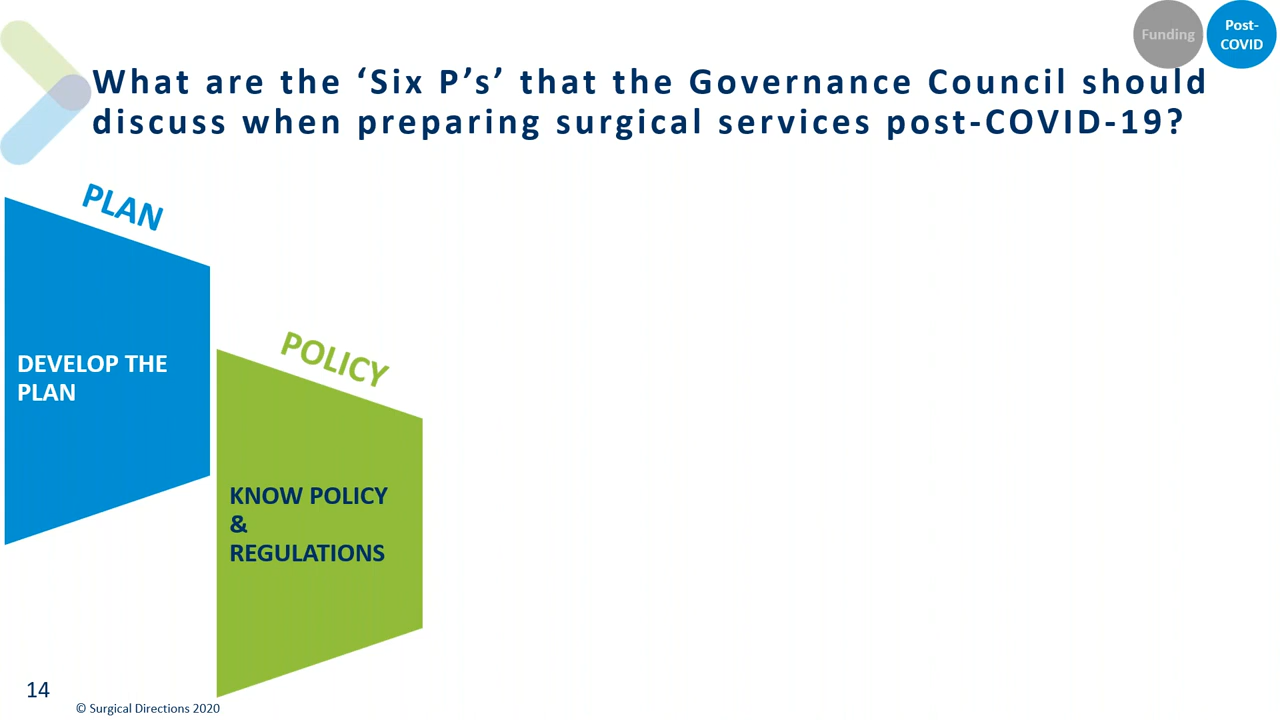 Funding
Post-
COVID
What are the ‘Six P’s’ that the Governance Council should
discuss when preparing surgical services post-COVID-19?
PLAN
DEVELOP THE
PLAN
POLICY
KNOW POLICY
&
REGULATIONS
14
© Surgical Directions 2020